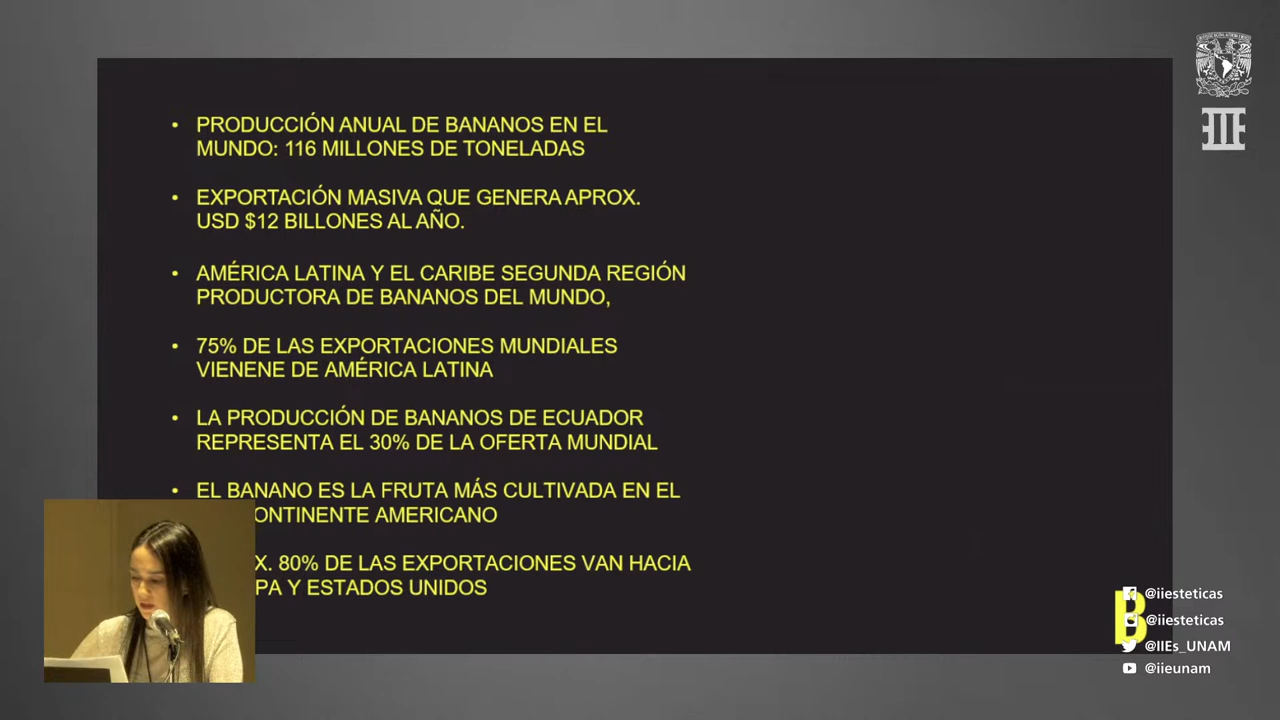 • PRODUCCIÓN ANUAL DE BANANOS EN EL
MUNDO: 116 MILLONES DE TONELADAS
• EXPORTACIÓN MASIVA QUE GENERA APROX.
USD $12 BILLONES AL AÑO.
• AMÉRICA LATINA Y EL CARIBE SEGUNDA REGIÓN
PRODUCTORA DE BANANOS DEL MUNDO,
• 75% DE LAS EXPORTACIONES MUNDIALES
VIENENE DE AMÉRICA LATINA
• LA PRODUCCIÓN DE BANANOS DE ECUADOR
REPRESENTA EL 30% DE LA OFERTA MUNDIAL
• EL BANANO ES LA FRUTA MÁS CULTIVADA EN EL
ONTINENTE AMERICANO
X. 80% DE LAS EXPORTACIONES VAN HACIA
PA Y ESTADOS UNIDOS
B
@iiesteticas
@iiesteticas
@IIEs_UNAM
@iieunam